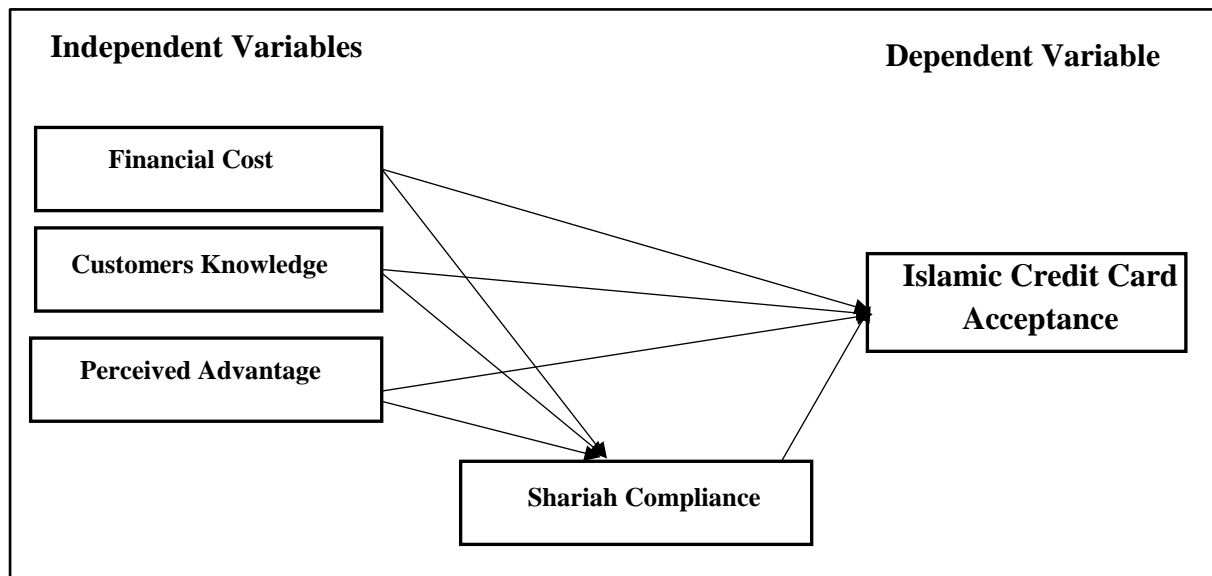 Independent Variables
Dependent Variable
Financial Cost
Customers Knowledge
Perceived Advantage
Islamic Credit Card
Acceptance
Shariah Compliance